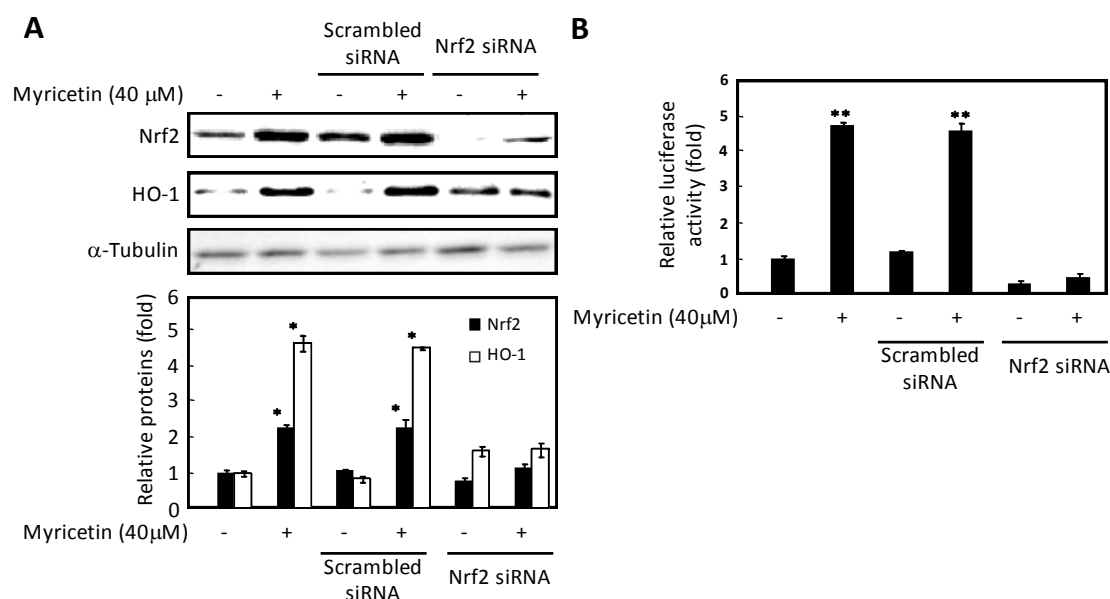 A
Scrambled
siRNA
Nrf2 siRNA
Myricetin (40 μM) - + - + - +
Nrf2
HO-1
α-Tubulin
Relative proteins (fold)
6
5
4
3
2
1
0
* * * *
Nrf2
HO-1
Myricetin (40μM) - + - + - +
Scrambled
siRNA
Nrf2 siRNA
B
Relative luciferase
activity (fold)
6
5
4
3
2
1
0
** **
Myricetin (40μM) - + - + - +
Scrambled
siRNA
Nrf2 siRNA